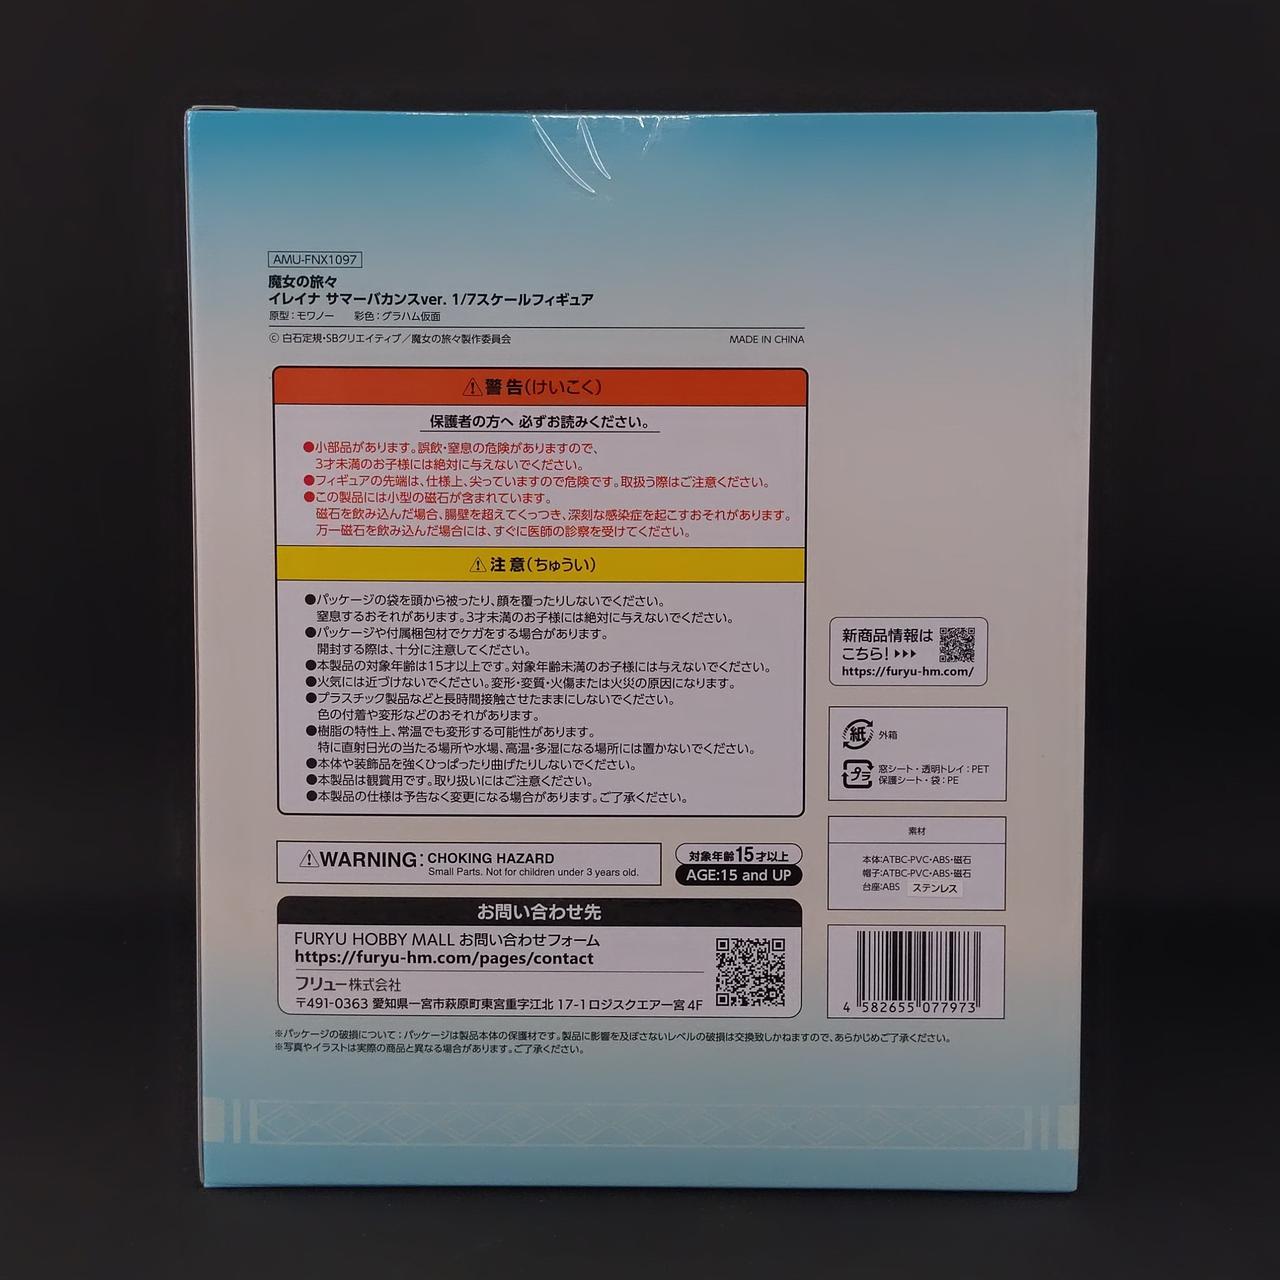 AMU-FNX1097
魔女の旅々
イレイナ サマーバカンスver. 1/7スケールフィギュア
原型：モワノー 彩色：グラハム仮面
© 白石定規・SBクリエイティブ／魔女の旅々製作委員会 MADE IN CHINA
⚠警告(けいこく)
保護者の方へ 必ずお読みください。
●小部品があります。誤飲・窒息の危険がありますので、
3才未満のお子様には絶対に与えないでください。
●フィギュアの先端は、仕様上、尖っていますので危険です。取扱う際はご注意ください。
●この製品には小型の磁石が含まれています。
磁石を飲み込んだ場合、腸壁を超えてくっつき、深刻な感染症を起こすおそれがあります。
万一磁石を飲み込んだ場合には、すぐに医師の診察を受けてください。
⚠注意(ちゅうい)
●パッケージの袋を頭から被ったり、顔を覆ったりしないでください。
窒息するおそれがあります。3才未満のお子様には絶対に与えないでください。
●パッケージや付属梱包材でケガをする場合があります。
開封する際は、十分に注意してください。
●本製品の対象年齢は15才以上です。対象年齢未満のお子様には与えないでください。
●火気には近づけないでください。変形・変質・火傷または火災の原因になります。
●プラスチック製品などと長時間接触させたままにしないでください。
色の付着や変形などのおそれがあります。
●樹脂の特性上、常温でも変形する可能性があります。
特に直射日光の当たる場所や水場、高温・多湿になる場所には置かないでください。
●本体や装飾品を強くひっぱったり曲げたりしないでください。
●本製品は観賞用です。取り扱いにはご注意ください。
●本製品の仕様は予告なく変更になる場合があります。ご了承ください。
⚠WARNING: CHOKING HAZARD
Small Parts. Not for children under 3 years old.
対象年齢15才以上
AGE:15 and UP
お問い合わせ先
FURYU HOBBY MALL お問い合わせフォーム
https://furyu-hm.com/pages/contact
フリュー株式会社
〒491-0363 愛知県一宮市萩原町東宮重字江北 17-1ロジスクエアー宮 4F
新商品情報は
こちら！▶▶▶
https://furyu-hm.com/
紙 外箱
プラ 窓シート・透明トレイ：PET
保護シート・袋：PE
素材
本体:ATBC-PVC・ABS・磁石
帽子:ATBC-PVC・ABS・磁石
台座:ABS ステンレス
4 582655 077973
※パッケージの破損について：パッケージは製品本体の保護材です。製品に影響を及ぼさないレベルの破損は交換致しかねますので、あらかじめご了承ください。
※写真やイラストは実際の商品と異なる場合があります。ご了承ください。